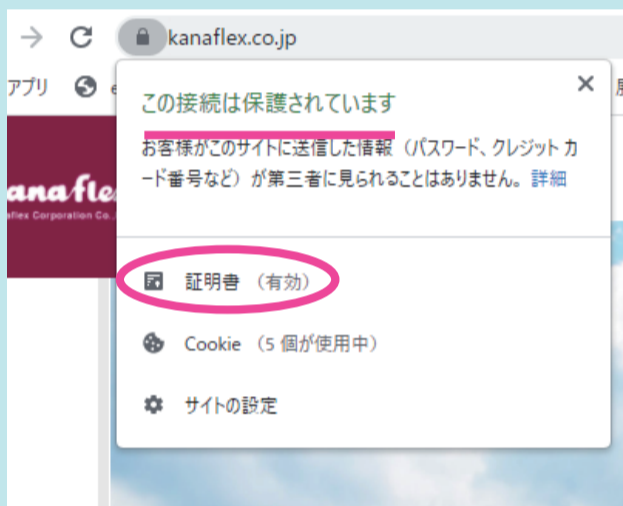 kanaflex.co.jp
アプリ
この接続は保護されています
お客様がこのサイトに送信した情報（パスワード、クレジット カ
ード番号など）が第三者に見られることはありません。 詳細
anafle
aflex Corporation Co.,
証明書 （有効）
Cookie （5 個が使用中）
サイトの設定